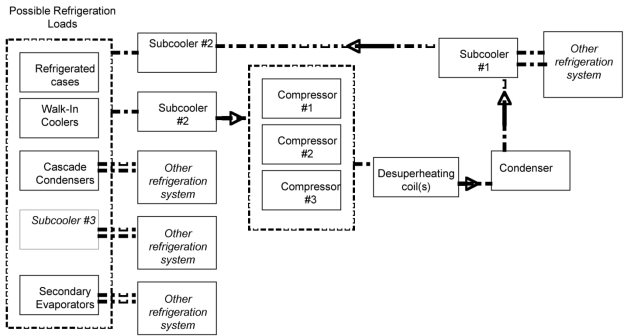 Possible Refrigeration
Loads
Subcooler #2
Subcooler
#1
Other
refrigeration
system
Refrigerated
cases
Walk-In
Coolers
Subcooler
#2
Compressor
#1
Compressor
#2
Compressor
#3
Cascade
Condensers
Other
refrigeration
system
Desuperheating
coil(s)
Condenser
Subcooler #3
Other
refrigeration
system
Secondary
Evaporators
Other
refrigeration
system